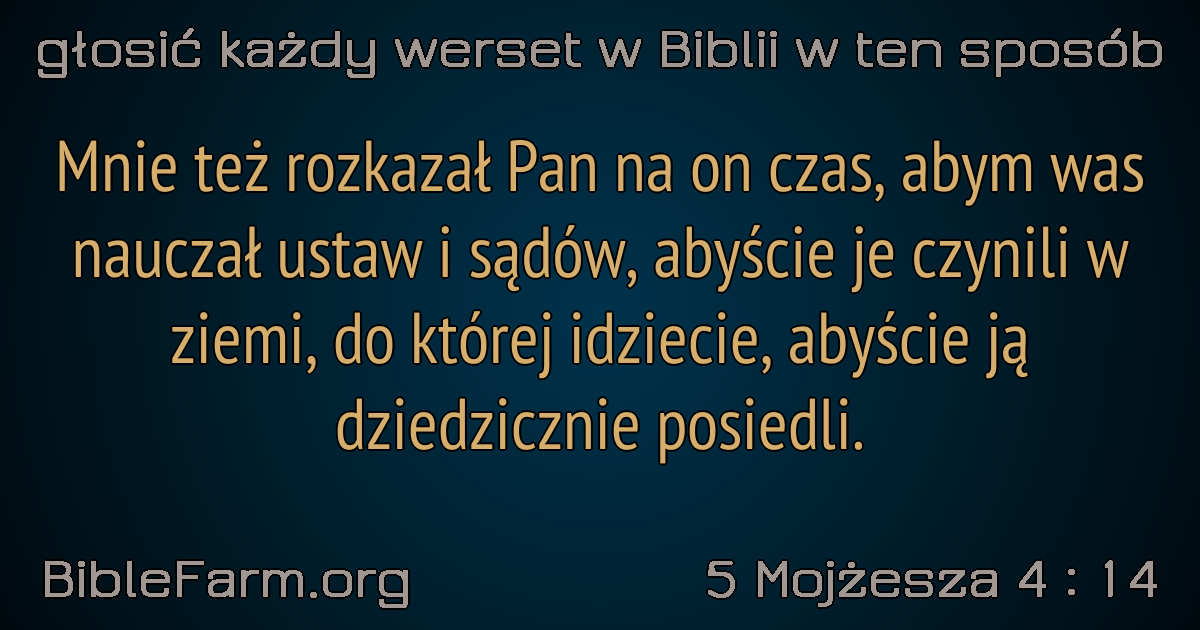 głosić każdy werset w Biblii w ten sposób
Mnie też rozkazał Pan na on czas, abym was
nauczał ustaw i sądów, abyście je czynili w
ziemi, do której idziecie, abyście ją
dziedzicznie posiedli.
BibleFarm.org
5 Mojżesza 4 : 14